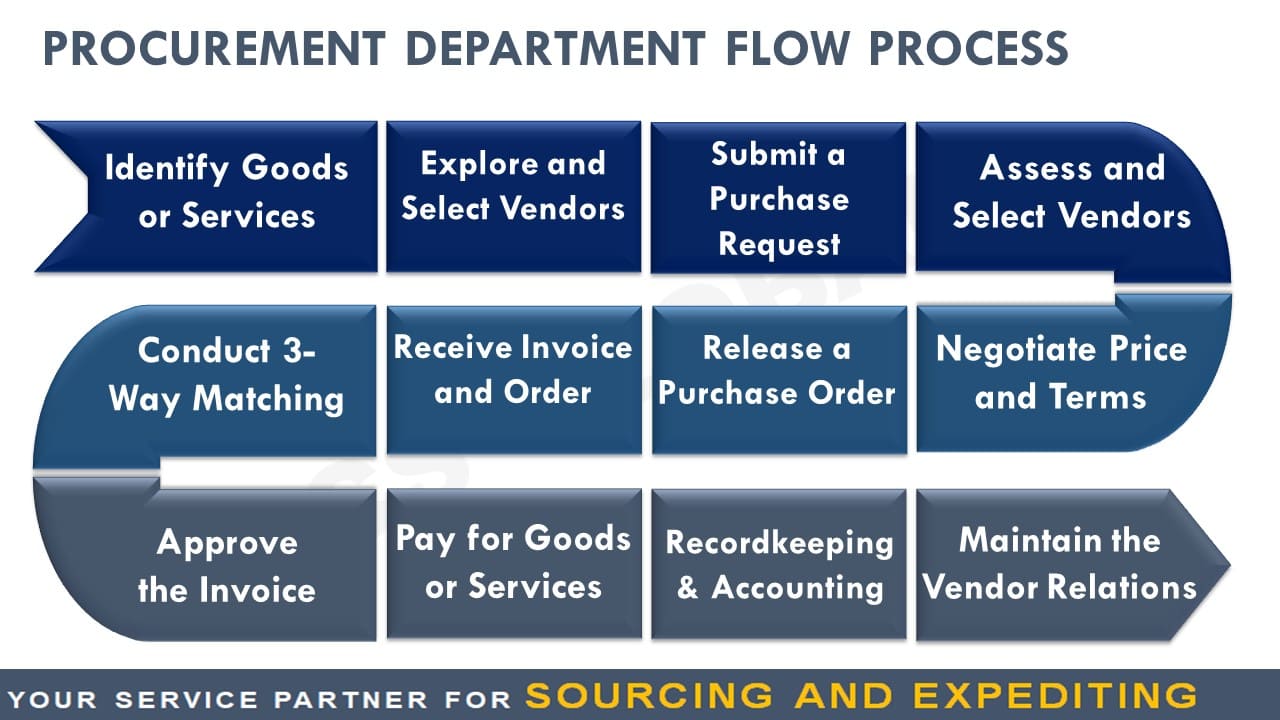 PROCUREMENT DEPARTMENT FLOW PROCESS
Identify Goods
or Services
Explore and
Select Vendors
Submit a
Purchase
Request
Assess and
Select Vendors
Negotiate Price
and Terms
Release a
Purchase Order
Receive Invoice
and Order
Conduct 3-
Way Matching
Approve
the Invoice
Pay for Goods
or Services
Recordkeeping
& Accounting
Maintain the
Vendor Relations
YOUR SERVICE PARTNER FOR SOURCING AND EXPEDITING